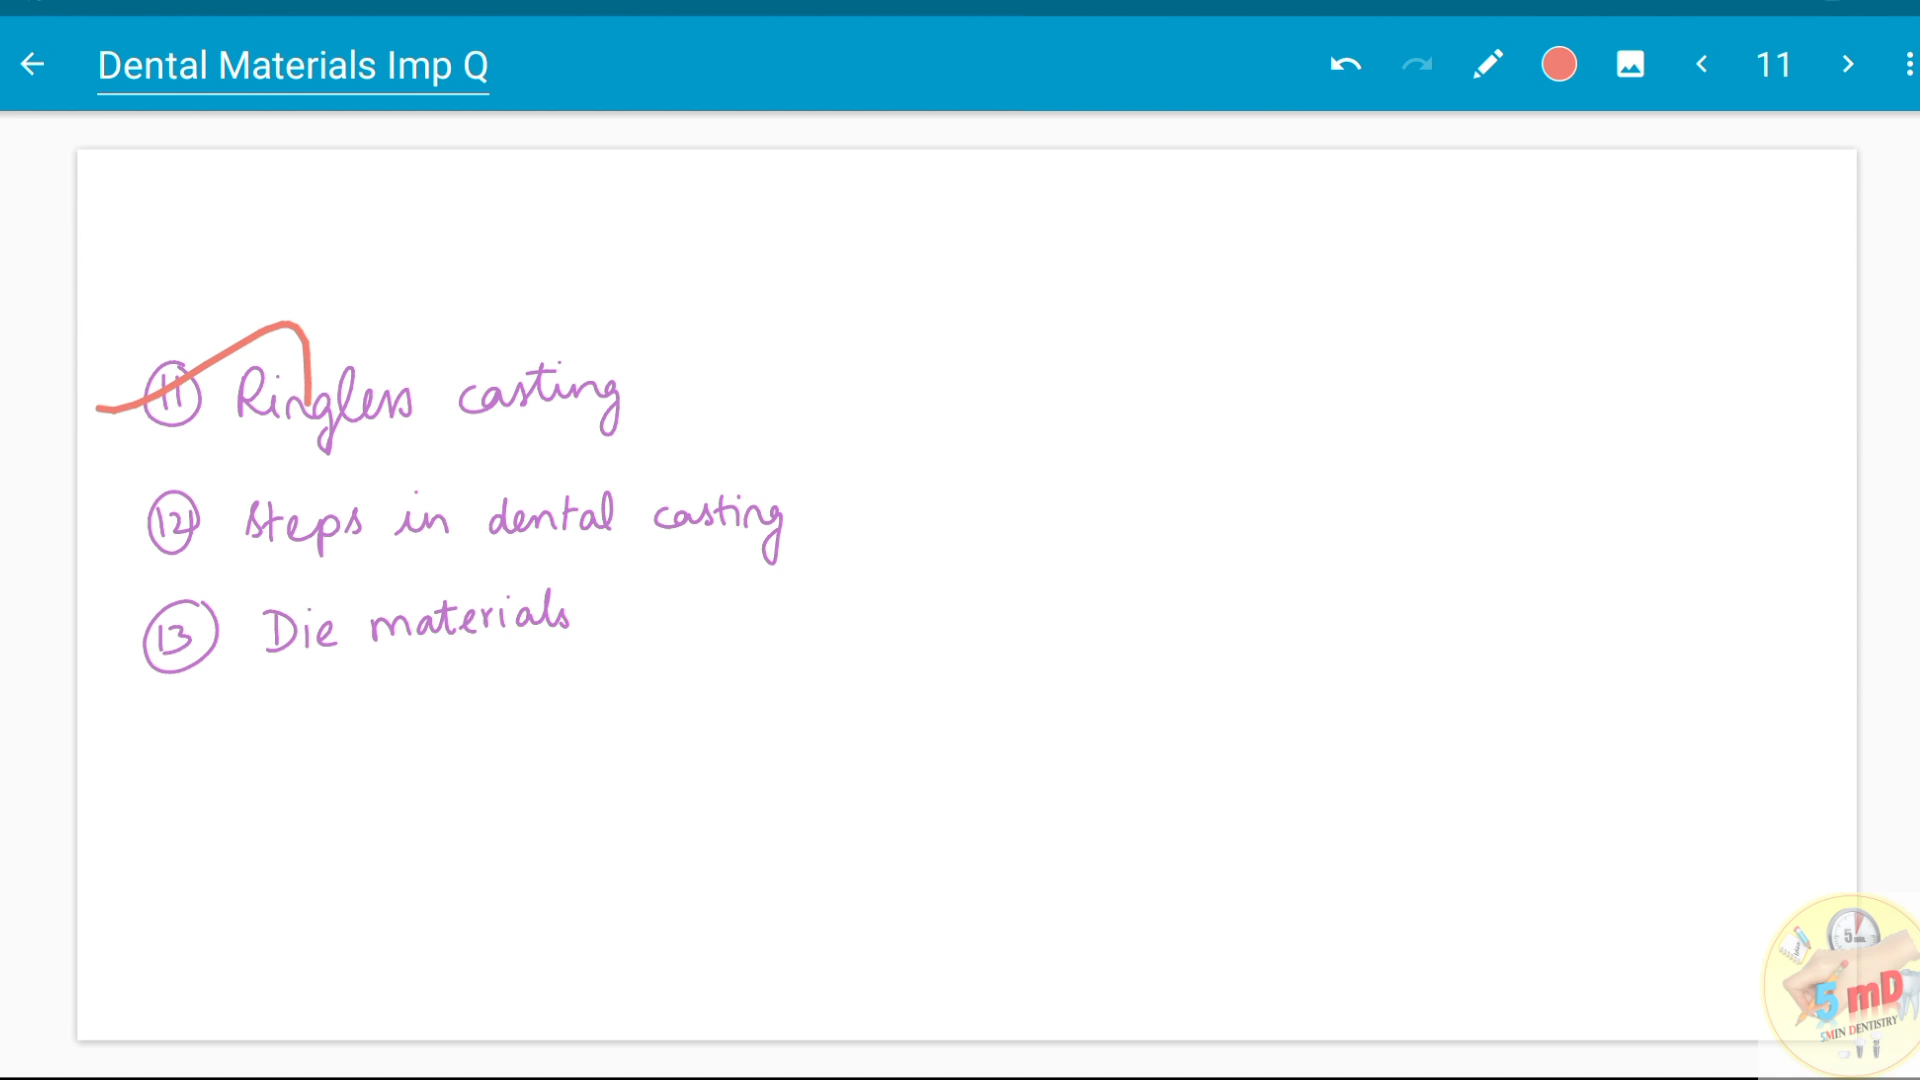 Dental Materials Imp Q
11
11 Ringless casting
12 Steps in dental casting
13 Die materials
5
5 mD
5MIN DENTISTRY